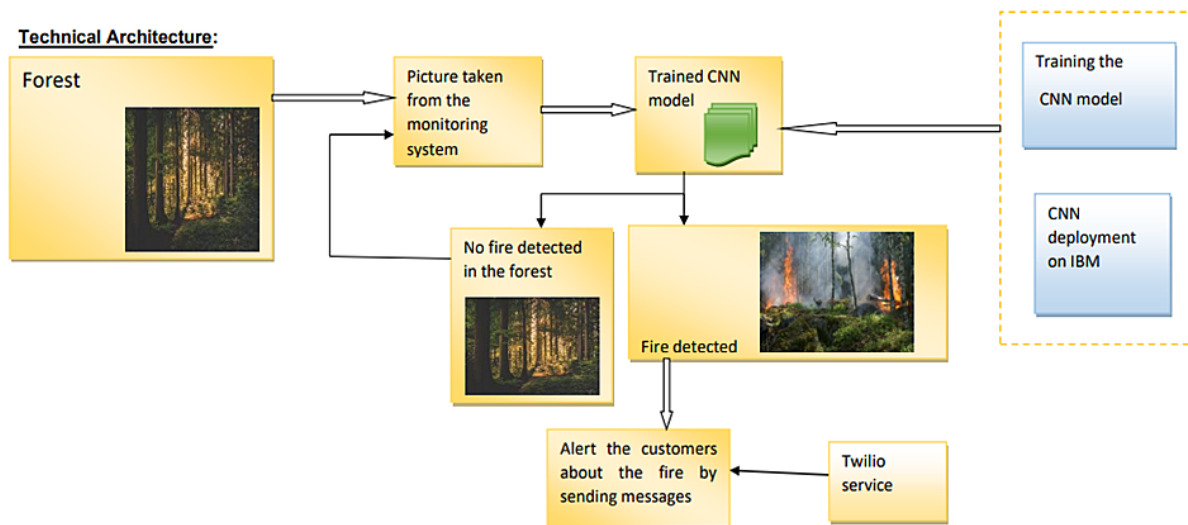 Technical Architecture:
Forest
Picture taken
from the
monitoring
system
Trained CNN
model
Training the
CNN model
CNN
deployment
on IBM
No fire detected
in the forest
Fire detected
Alert the customers
about the fire by
sending messages
Twilio
service